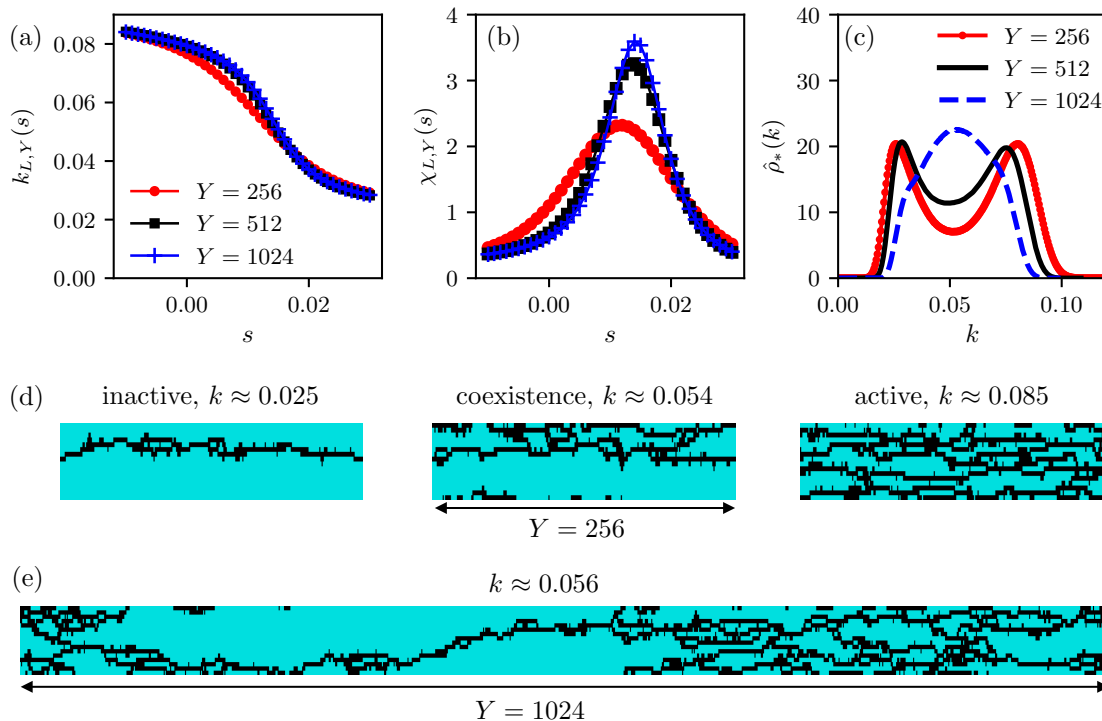 (a)
0.08
0.06
0.04
0.02
0.00
k_{L,Y}(s)
Y = 256
Y = 512
Y = 1024
0.00
0.02
s
(b)
4
3
2
1
0
χ_{L,Y}(s)
0.00
0.02
s
(c)
40
30
20
10
0
ρ̂_*(k)
Y = 256
Y = 512
Y = 1024
0.00
0.05
0.10
k
(d)
inactive, k ≈ 0.025
coexistence, k ≈ 0.054
active, k ≈ 0.085
Y = 256
(e)
k ≈ 0.056
Y = 1024